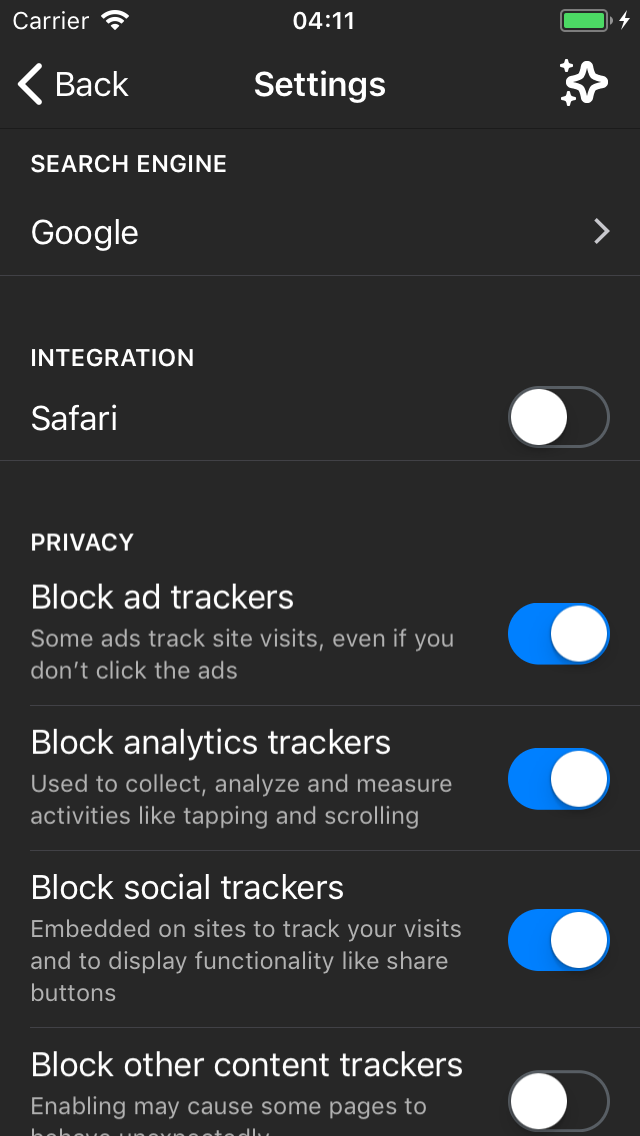 Carrier 04:11
Back Settings
SEARCH ENGINE
Google
INTEGRATION
Safari
PRIVACY
Block ad trackers
Some ads track site visits, even if you
don’t click the ads
Block analytics trackers
Used to collect, analyze and measure
activities like tapping and scrolling
Block social trackers
Embedded on sites to track your visits
and to display functionality like share
buttons
Block other content trackers
Enabling may cause some pages to
behave unexpectedly